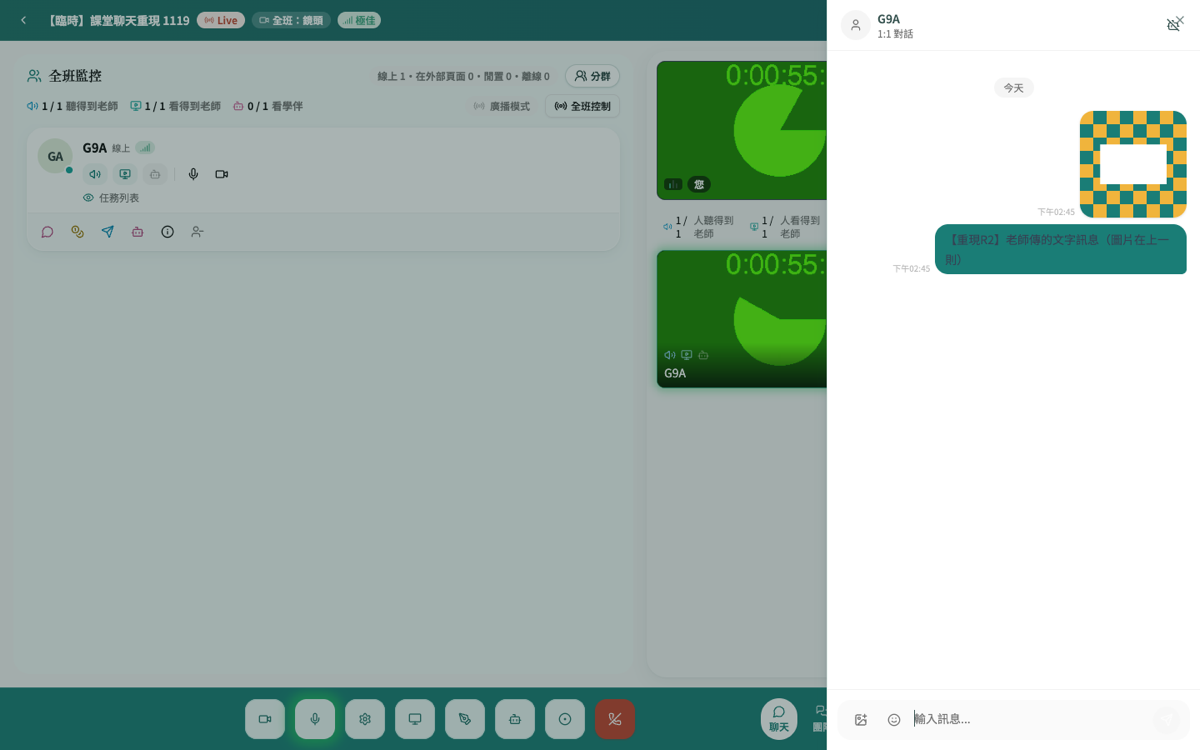 【臨時】課堂聊天重現 1119
Live
全班：鏡頭
極佳
全班監控
線上 1・在外部頁面 0・閒置 0・離線 0
分群
1 / 1 聽得到老師
1 / 1 看得到老師
0 / 1 看學伴
廣播模式
全班控制
GA
G9A 線上
任務列表
0:00:55:
您
1 / 1
人聽得到老師
1 / 1
人看得到老師
0:00:55:
G9A
聊天
G9A
1:1 對話
今天
下午02:45
【重現R2】老師傳的文字訊息（圖片在上一
則）
下午02:45
輸入訊息...